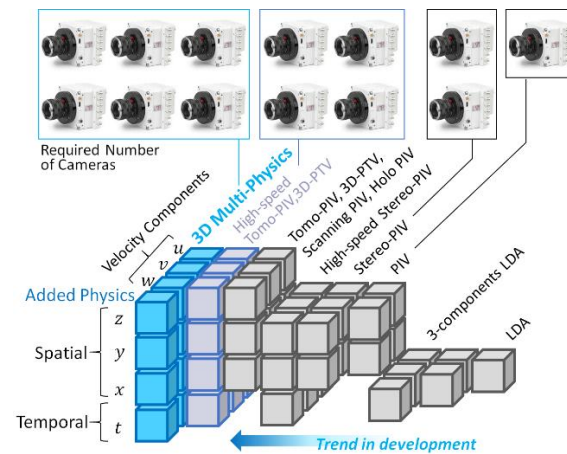 Required Number
of Cameras
Velocity Components
u
v
w
3D Multi-Physics
High-speed
Tomo-PIV,3D-PTV
Tomo-PIV, 3D-PTV,
Scanning PIV, Holo PIV
High-speed Stereo-PIV
Stereo-PIV
PIV
3-components LDA
LDA
Added Physics
Spatial
z
y
x
Temporal
t
Trend in development